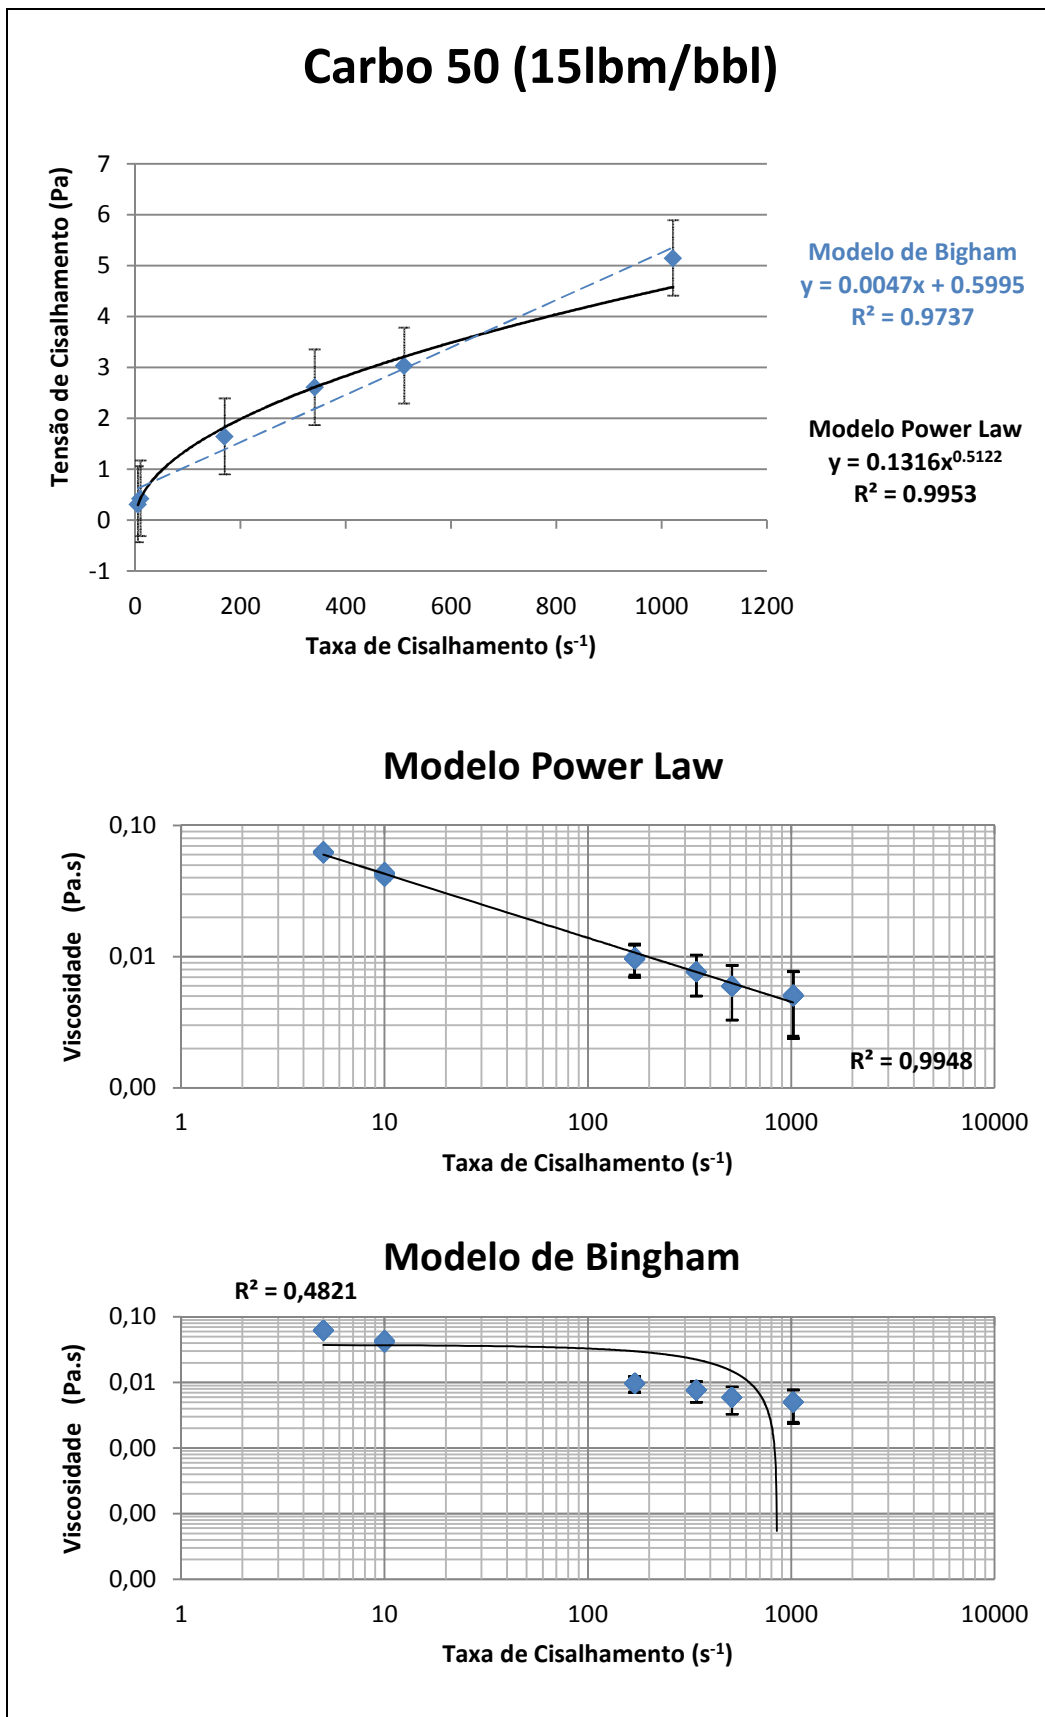 Carbo 50 (15lbm/bbl)
Tensão de Cisalhamento (Pa)
7
6
5
4
3
2
1
0
-1
0 200 400 600 800 1000 1200
Taxa de Cisalhamento (s⁻¹)
Modelo de Bigham
y = 0.0047x + 0.5995
R² = 0.9737
Modelo Power Law
y = 0.1316x^0.5122
R² = 0.9953
Modelo Power Law
Viscosidade (Pa.s)
0,10
0,01
0,00
R² = 0,9948
1 10 100 1000 10000
Taxa de Cisalhamento (s⁻¹)
Modelo de Bingham
R² = 0,4821
Viscosidade (Pa.s)
0,10
0,01
0,00
0,00
0,00
1 10 100 1000 10000
Taxa de Cisalhamento (s⁻¹)